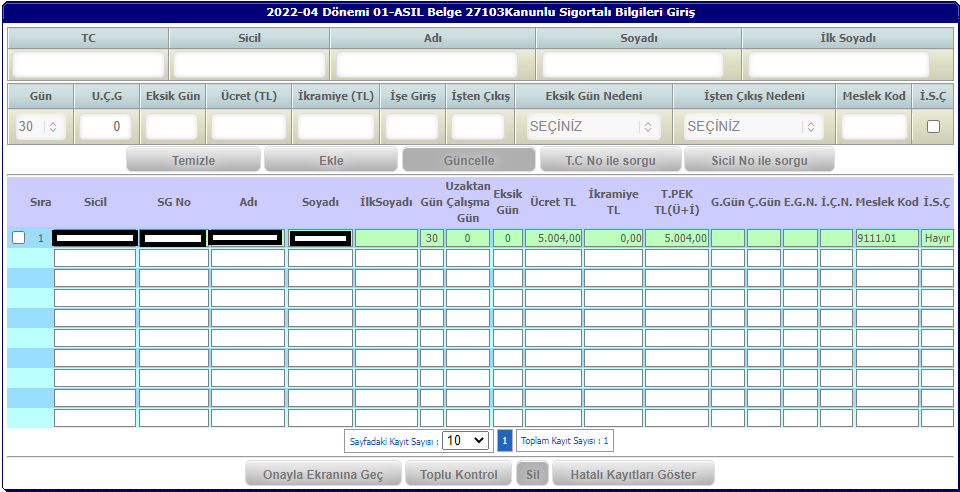 2022-04 Dönemi 01-ASIL Belge 27103Kanunlu Sigortalı Bilgileri Giriş
TC Sicil Adı Soyadı İlk Soyadı
Gün U.Ç.G Eksik Gün Ücret (TL) İkramiye (TL) İşe Giriş İşten Çıkış Eksik Gün Nedeni İşten Çıkış Nedeni Meslek Kod İ.S.Ç
30 0 SEÇİNİZ SEÇİNİZ
Temizle Ekle Güncelle T.C No ile sorgu Sicil No ile sorgu
Sıra Sicil SG No Adı Soyadı İlkSoyadı Gün Uzaktan Çalışma Gün Eksik Gün Ücret TL İkramiye TL T.PEK TL(Ü+İ) G.Gün Ç.Gün E.G.N. İ.Ç.N. Meslek Kod İ.S.Ç
1 30 0 0 5.004,00 0,00 5.004,00 9111.01 Hayır
Sayfadaki Kayıt Sayısı : 10 1 Toplam Kayıt Sayısı : 1
Onayla Ekranına Geç Toplu Kontrol Sil Hatalı Kayıtları Göster